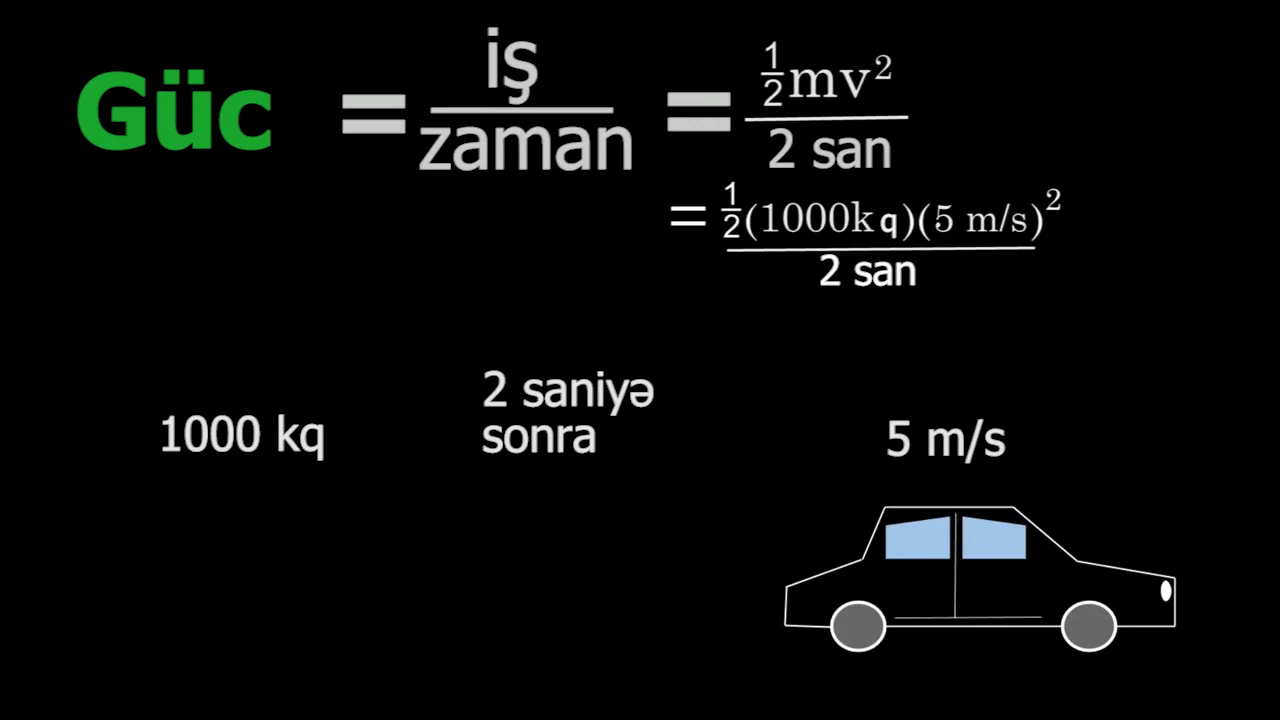 Güc = iş / zaman = ½mv² / 2 san
= ½(1000kq)(5 m/s)² / 2 san
1000 kq
2 saniyə
sonra
5 m/s